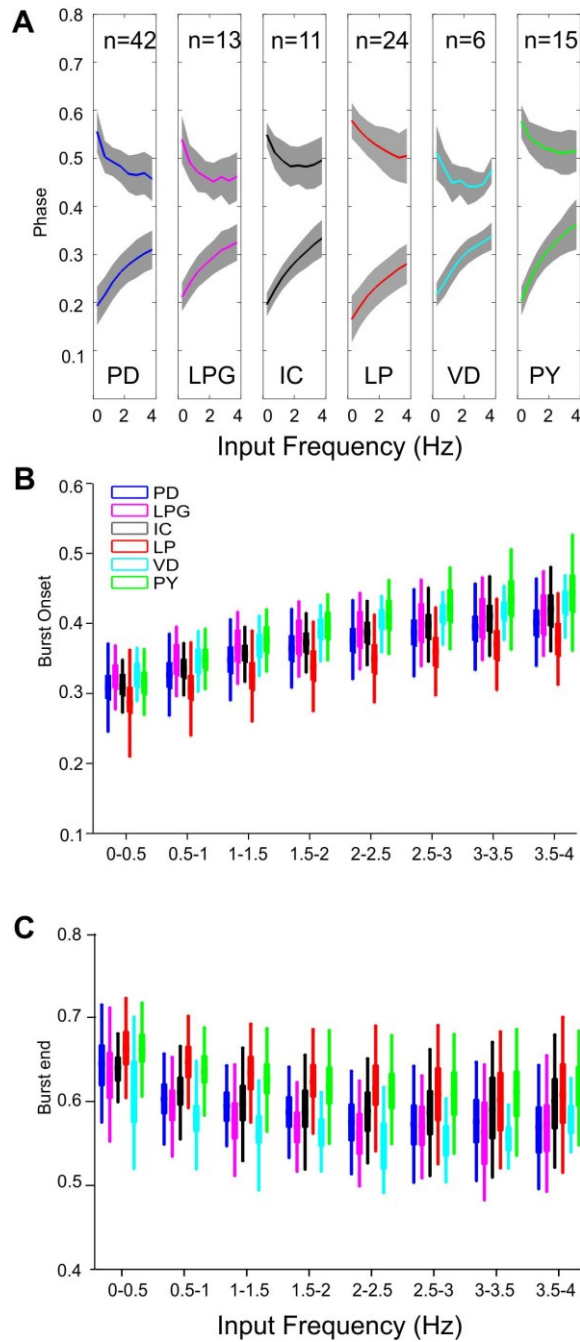 A
0.8
0.7
0.6
0.5
0.4
0.3
0.2
0.1
Phase
n=42 n=13 n=11 n=24 n=6 n=15
PD LPG IC LP VD PY
0 2 4 0 2 4 0 2 4 0 2 4 0 2 4 0 2 4
Input Frequency (Hz)
B
0.6
0.5
0.4
0.3
0.2
0.1
Burst Onset
PD
LPG
IC
LP
VD
PY
0-0.5 0.5-1 1-1.5 1.5-2 2-2.5 2.5-3 3-3.5 3.5-4
C
0.8
0.7
0.6
0.5
0.4
Burst end
0-0.5 0.5-1 1-1.5 1.5-2 2-2.5 2.5-3 3-3.5 3.5-4
Input Frequency (Hz)